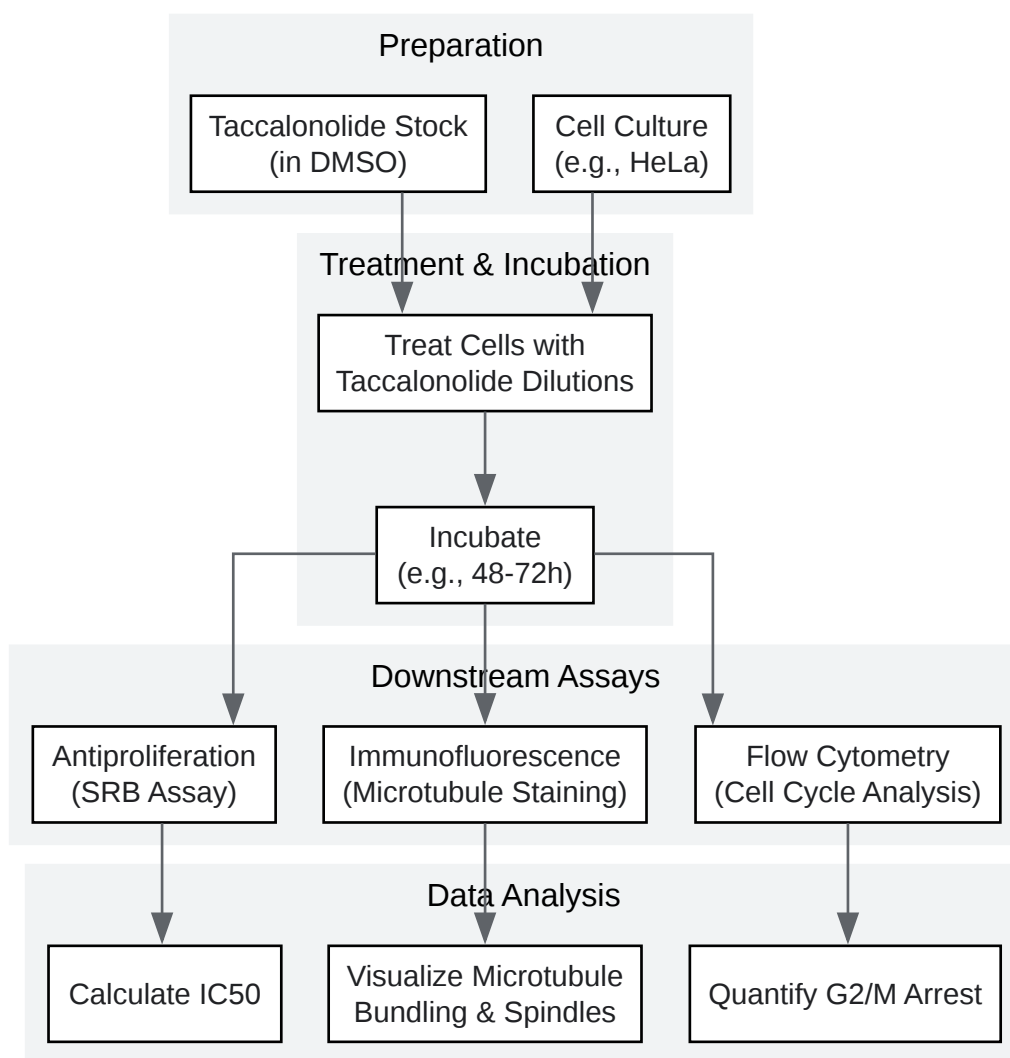 Preparation
Taccalonolide Stock
(in DMSO)
Cell Culture
(e.g., HeLa)
Treatment & Incubation
Treat Cells with
Taccalonolide Dilutions
Incubate
(e.g., 48-72h)
Downstream Assays
Antiproliferation
(SRB Assay)
Immunofluorescence
(Microtubule Staining)
Flow Cytometry
(Cell Cycle Analysis)
Data Analysis
Calculate IC50
Visualize Microtubule
Bundling & Spindles
Quantify G2/M Arrest